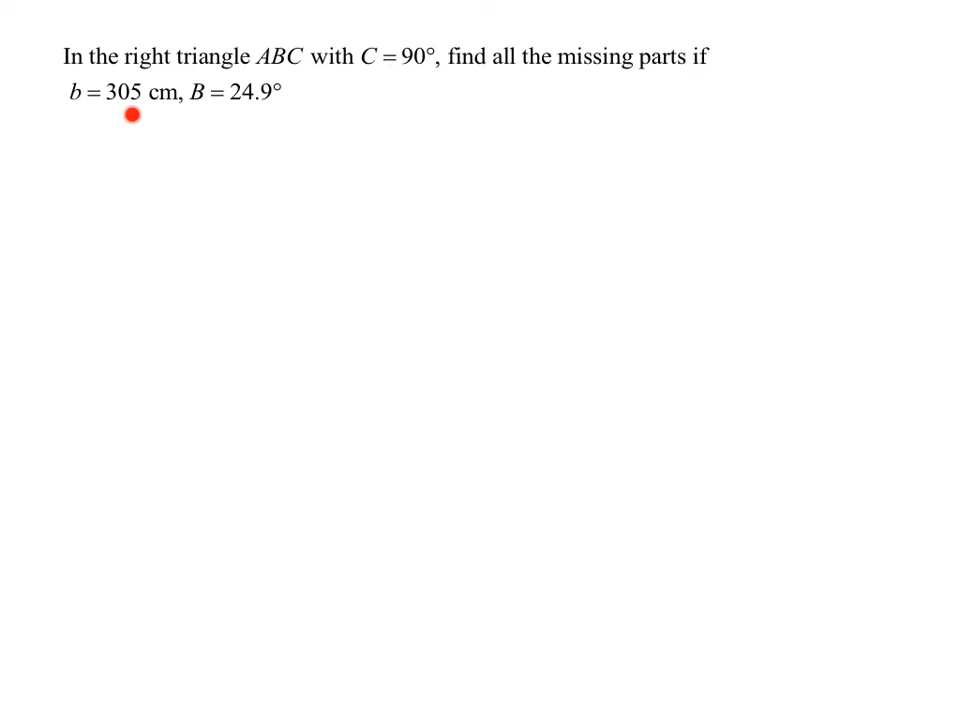 In the right triangle ABC with C = 90°, find all the missing parts if
b = 305 cm, B = 24.9°